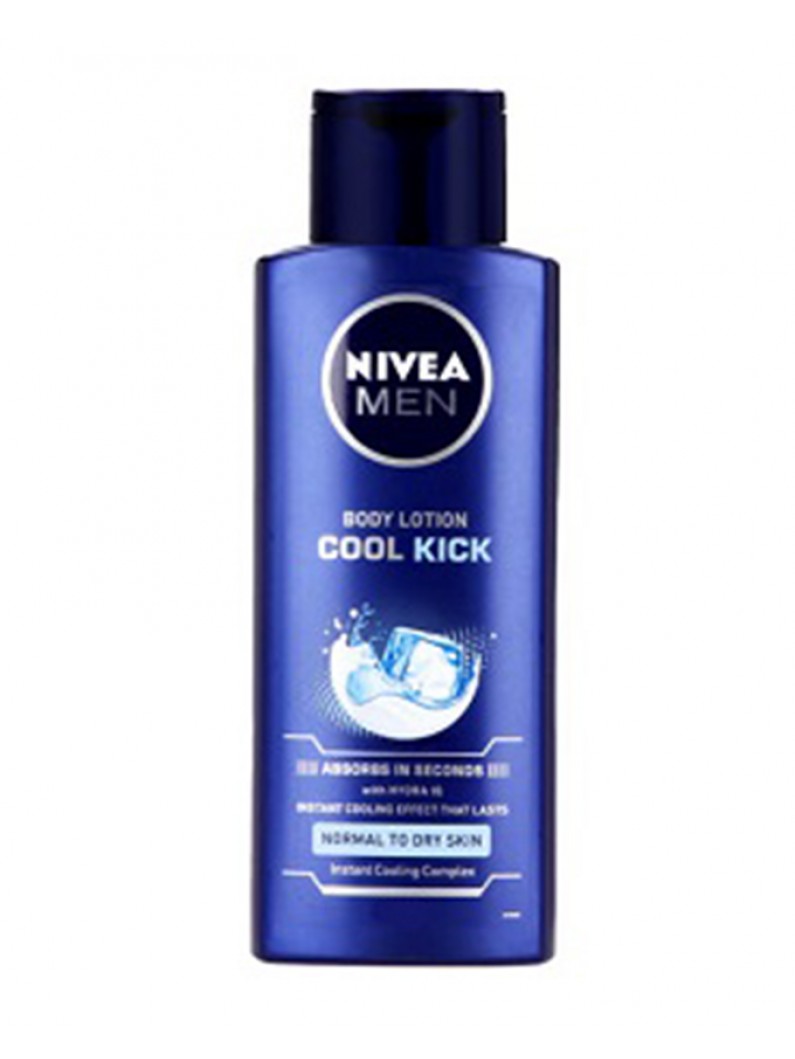 NIVEA
MEN
BODY LOTION
COOL KICK
ABSORBS IN SECONDS
with HYDRA IQ
INSTANT COOLING EFFECT THAT LASTS
NORMAL TO DRY SKIN
Instant Cooling Complex